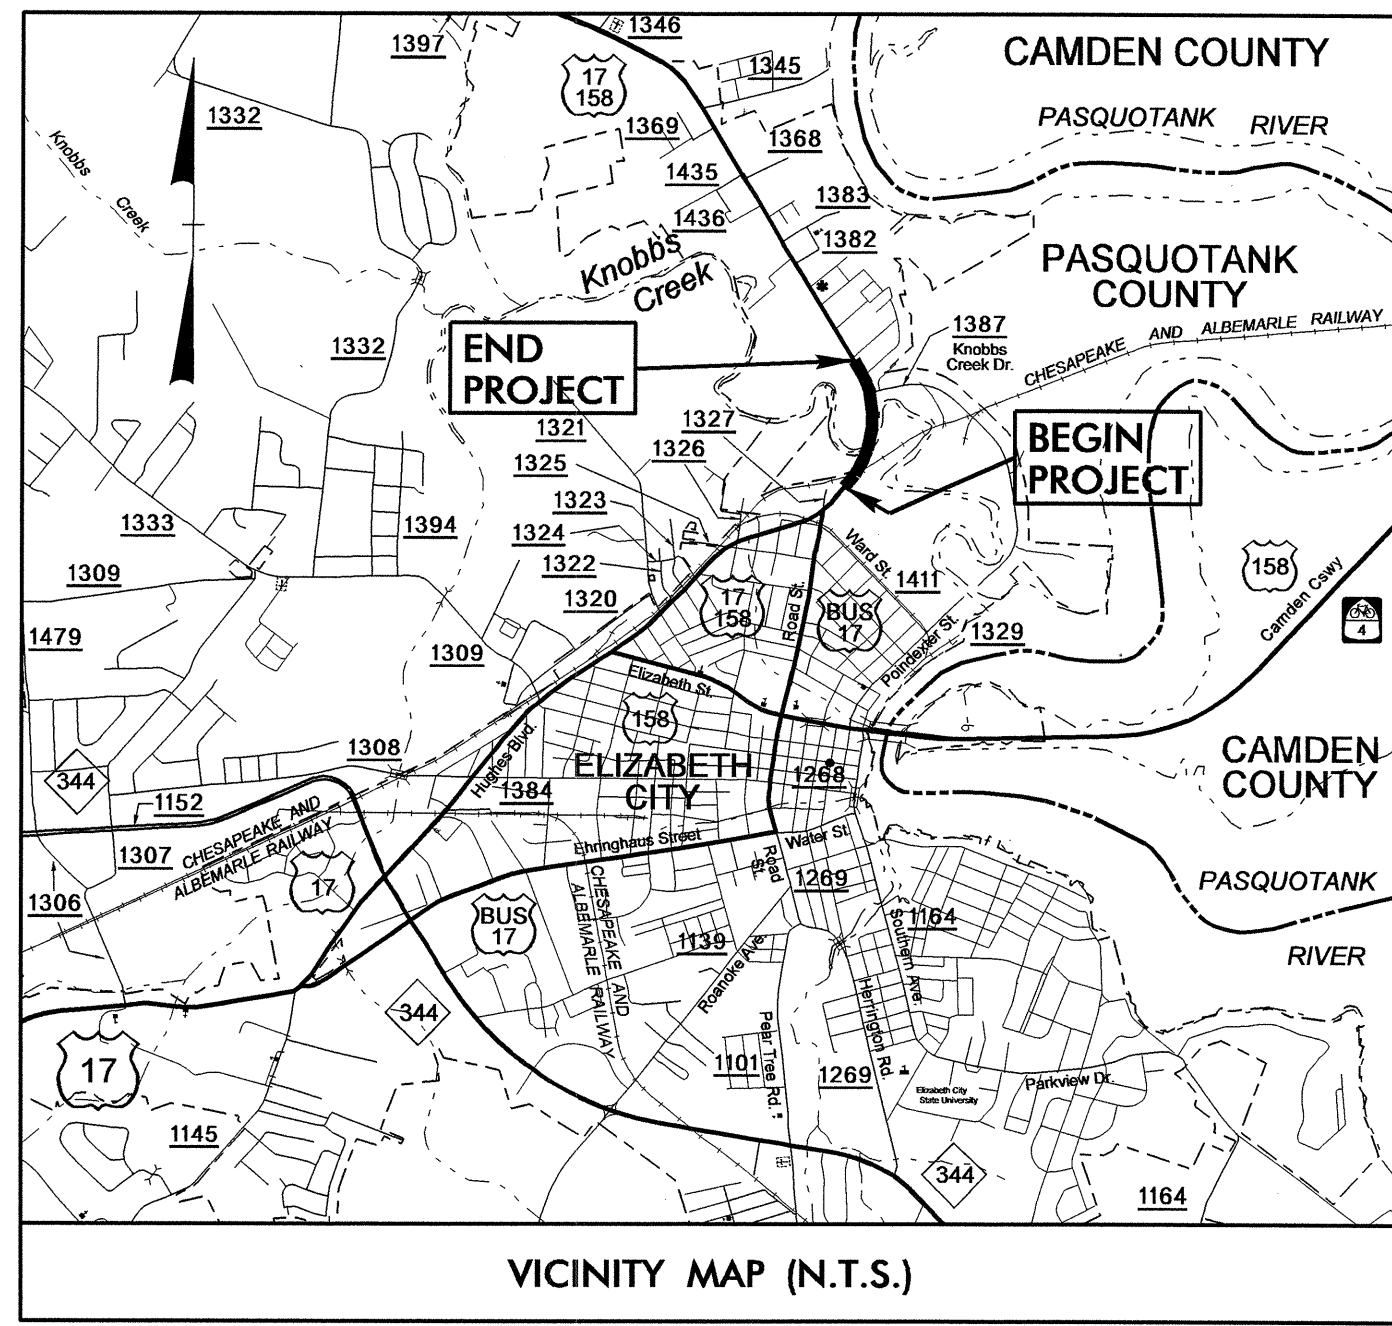 1346
1397
CAMDEN COUNTY
1345
17
158
1332
PASQUOTANK RIVER
1369
1368
Knobbs
Creek
1435
1383
1436
1382
Knobbs
Creek
PASQUOTANK
COUNTY
1387
Knobbs
Creek Dr.
CHESAPEAKE AND ALBEMARLE RAILWAY
1332
END
PROJECT
1321
1327
1326
1325
BEGIN
PROJECT
1323
1333
1394
1324
1322
Ward St.
1411
158
Camden Cswy
1309
1320
17
158
Road St.
BUS
17
4
1479
1309
1329
Poindexter St.
Elizabeth St.
158
1308
Hughes Blvd.
344
ELIZABETH
CITY
1268
CAMDEN
COUNTY
1384
1152
CHESAPEAKE AND
ALBEMARLE RAILWAY
Ehringhaus Street
Water St.
1307
17
Road
St.
1269
PASQUOTANK
RIVER
1306
BUS
17
CHESAPEAKE AND
ALBEMARLE RAILWAY
1164
1139
Southern Ave.
Roanoke Ave.
344
Herrington Rd.
Pear Tree Rd.
17
1101
1269
Parkview Dr.
Elizabeth City
State University
1145
344
1164
VICINITY MAP (N.T.S.)